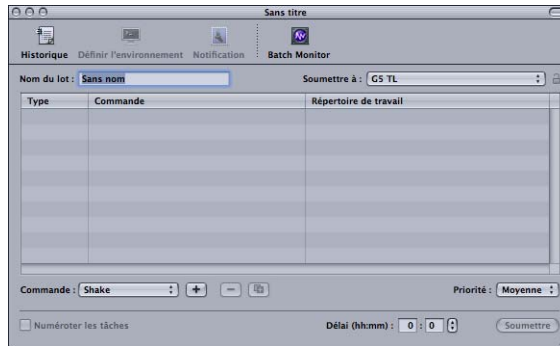 Sans titre
Historique Définir l'environnement Notification Batch Monitor
Nom du lot : Sans nom Soumettre à : G5 TL
Type Commande Répertoire de travail
Commande : Shake + − Priorité : Moyenne
Numéroter les tâches Délai (hh:mm) : 0 : 0 Soumettre